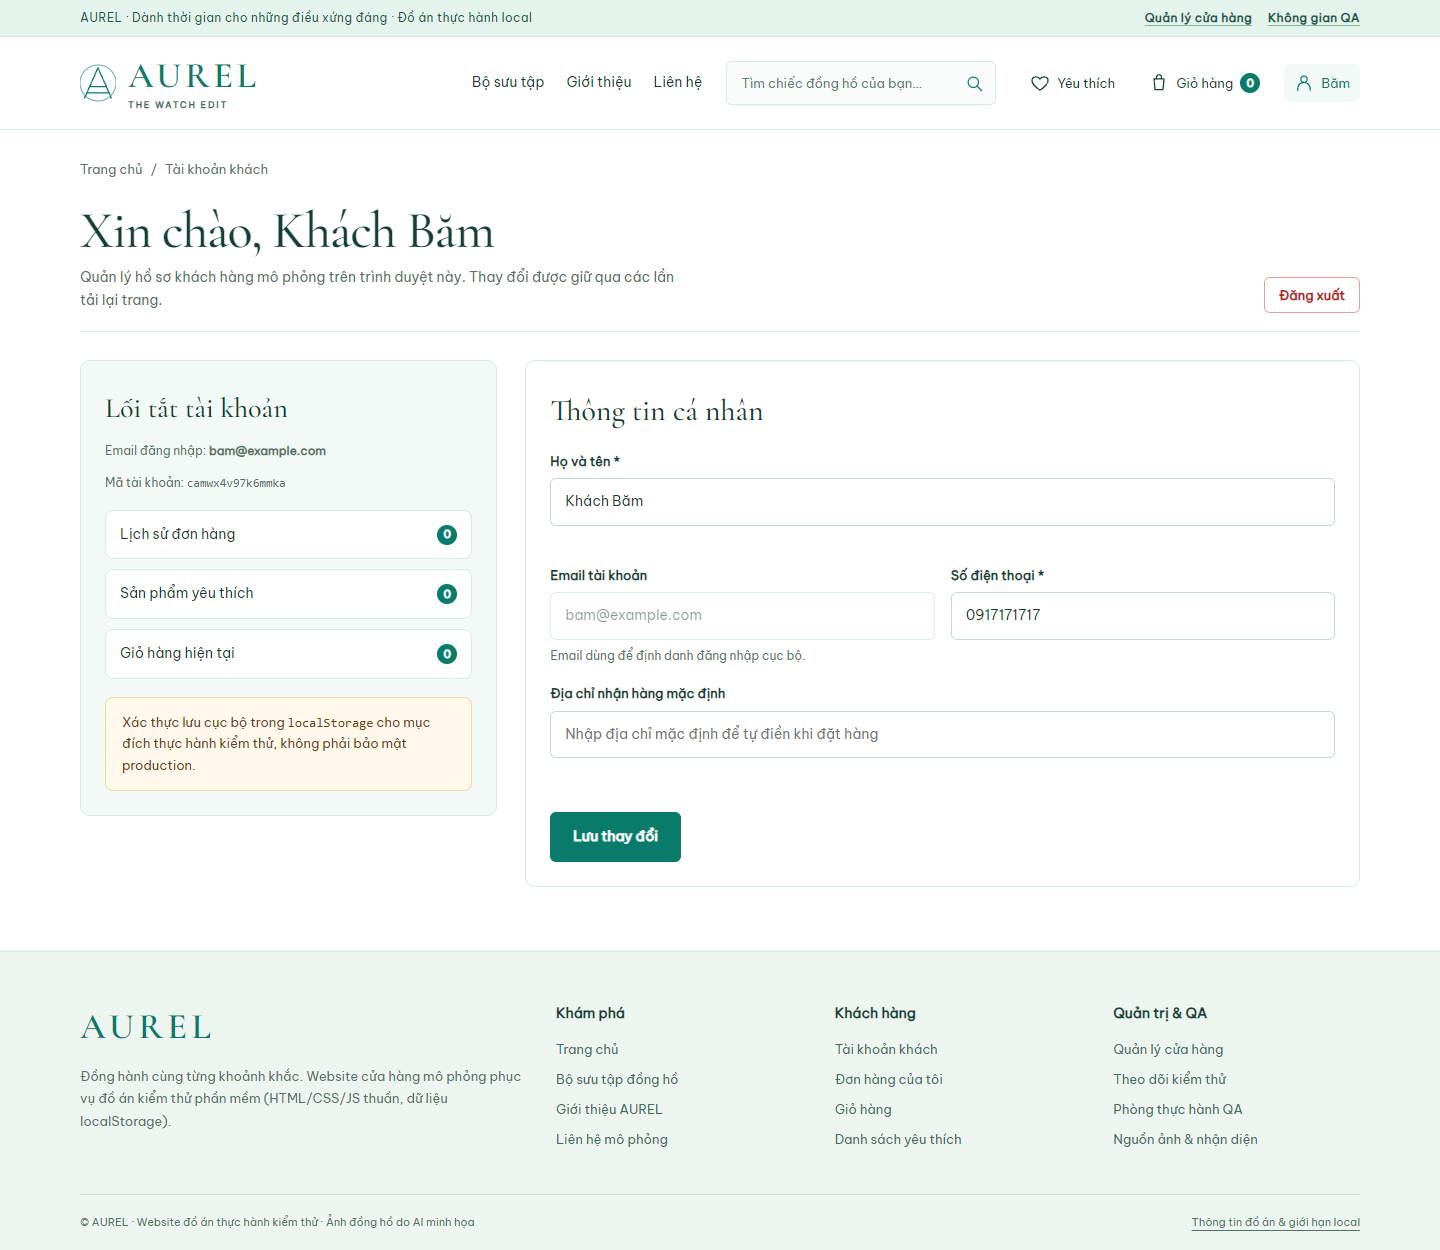 AUREL · Dành thời gian cho những điều xứng đáng · Đồ án thực hành local
Quản lý cửa hàng Không gian QA
AUREL
THE WATCH EDIT
Bộ sưu tập Giới thiệu Liên hệ Tìm chiếc đồng hồ của bạn... Yêu thích Giỏ hàng 0 Băm
Trang chủ / Tài khoản khách
Xin chào, Khách Băm
Quản lý hồ sơ khách hàng mô phỏng trên trình duyệt này. Thay đổi được giữ qua các lần
tải lại trang.
Đăng xuất
Lối tắt tài khoản
Email đăng nhập: bam@example.com
Mã tài khoản: camwx4v97k6mmka
Lịch sử đơn hàng 0
Sản phẩm yêu thích 0
Giỏ hàng hiện tại 0
Xác thực lưu cục bộ trong localStorage cho mục
đích thực hành kiểm thử, không phải bảo mật
production.
Thông tin cá nhân
Họ và tên *
Khách Băm
Email tài khoản
bam@example.com
Email dùng để định danh đăng nhập cục bộ.
Số điện thoại *
0917171717
Địa chỉ nhận hàng mặc định
Nhập địa chỉ mặc định để tự điền khi đặt hàng
Lưu thay đổi
AUREL
Đồng hành cùng từng khoảnh khắc. Website cửa hàng mô phỏng phục
vụ đồ án kiểm thử phần mềm (HTML/CSS/JS thuần, dữ liệu
localStorage).
Khám phá
Trang chủ
Bộ sưu tập đồng hồ
Giới thiệu AUREL
Liên hệ mô phỏng
Khách hàng
Tài khoản khách
Đơn hàng của tôi
Giỏ hàng
Danh sách yêu thích
Quản trị & QA
Quản lý cửa hàng
Theo dõi kiểm thử
Phòng thực hành QA
Nguồn ảnh & nhận diện
© AUREL · Website đồ án thực hành kiểm thử · Ảnh đồng hồ do AI minh họa
Thông tin đồ án & giới hạn local